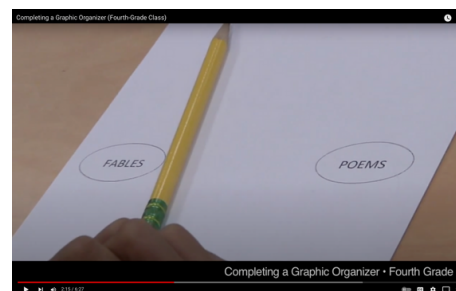 Completing a Graphic Organizer (Fourth-Grade Class)
FABLES
POEMS
Completing a Graphic Organizer • Fourth Grade